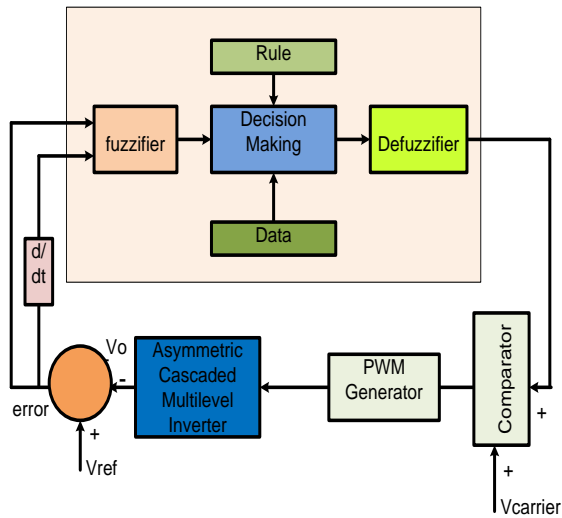 Rule
fuzzifier
Decision
Making
Defuzzifier
Data
d/
dt
Vo
-
error
+
Vref
Asymmetric
Cascaded
Multilevel
Inverter
PWM
Generator
Comparator
+
+
Vcarrier